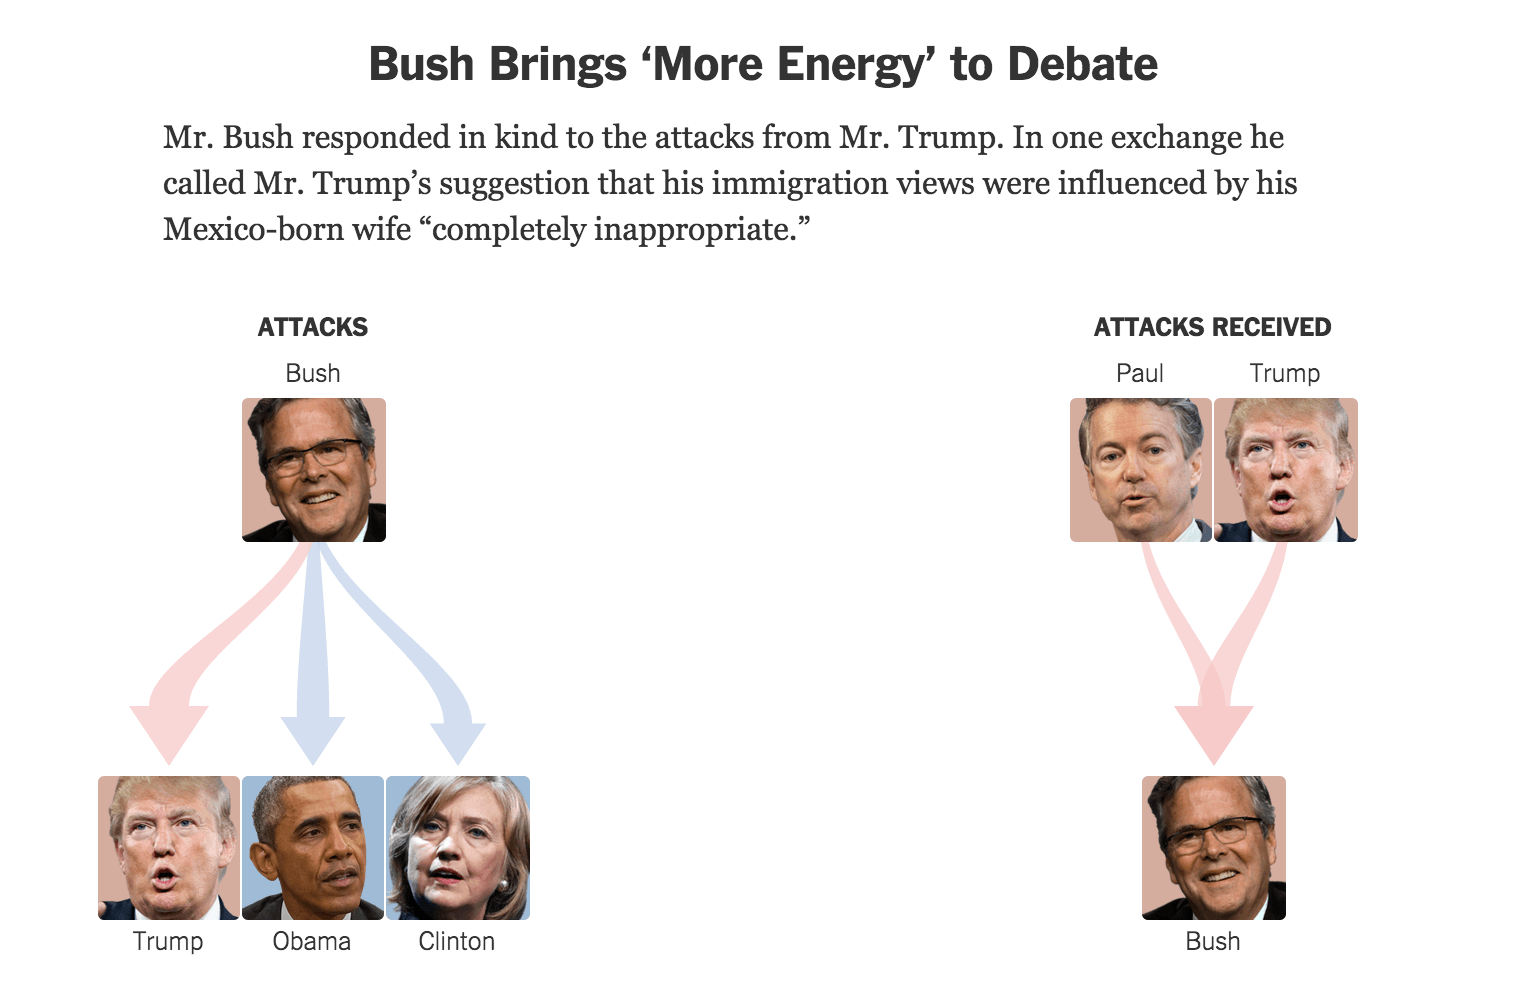 Bush Brings ‘More Energy’ to Debate
Mr. Bush responded in kind to the attacks from Mr. Trump. In one exchange he
called Mr. Trump’s suggestion that his immigration views were influenced by his
Mexico-born wife “completely inappropriate.”
ATTACKS
Bush
Trump
Obama
Clinton
ATTACKS RECEIVED
Paul
Trump
Bush